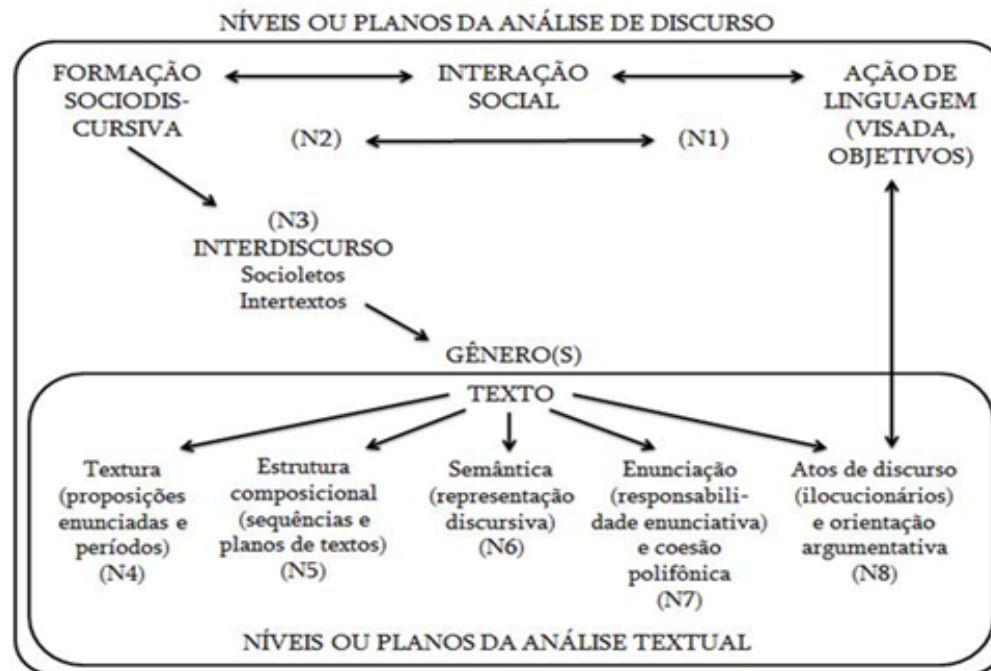 NÍVEIS OU PLANOS DA ANÁLISE DE DISCURSO
FORMAÇÃO
SOCIODIS-
CURSIVA
INTERAÇÃO
SOCIAL
AÇÃO DE
LINGUAGEM
(VISADA,
OBJETIVOS)
(N2)
(N1)
(N3)
INTERDISCURSO
Socioletos
Intertextos
GÊNERO(S)
TEXTO
Textura
(proposições
enunciadas e
períodos)
(N4)
Estrutura
composicional
(sequências e
planos de textos)
(N5)
Semântica
(representação
discursiva)
(N6)
Enunciação
(responsabili-
dade enunciativa)
e coesão
polifônica
(N7)
Atos de discurso
(ilocucionários)
e orientação
argumentativa
(N8)
NÍVEIS OU PLANOS DA ANÁLISE TEXTUAL